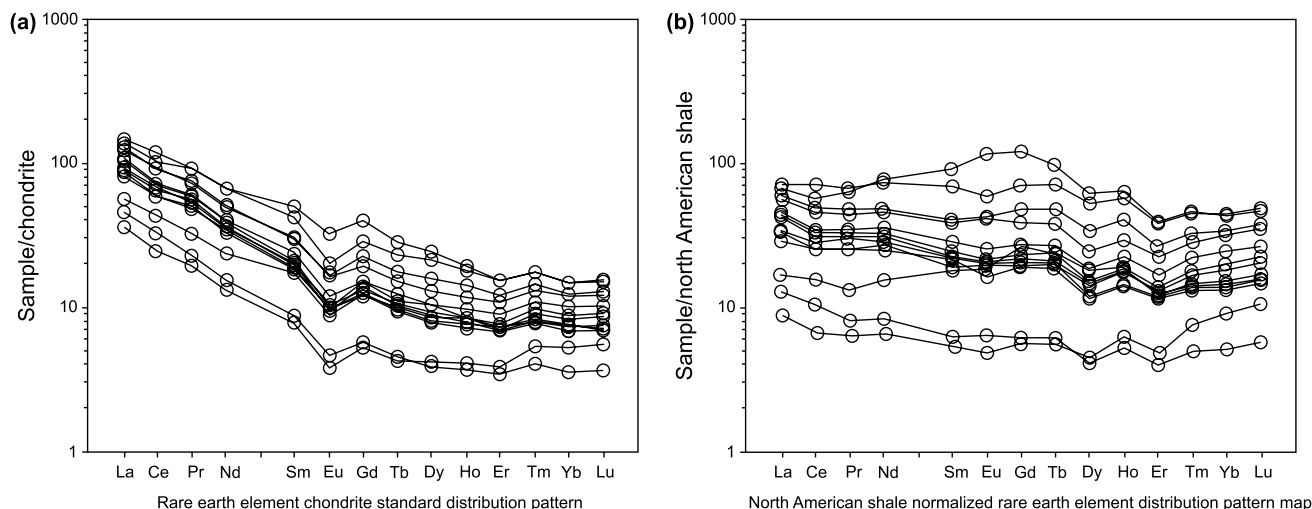 (a)
1000
100
10
1
Sample/chondrite
La Ce Pr Nd Sm Eu Gd Tb Dy Ho Er Tm Yb Lu
Rare earth element chondrite standard distribution pattern
(b)
1000
100
10
1
Sample/north American shale
La Ce Pr Nd Sm Eu Gd Tb Dy Ho Er Tm Yb Lu
North American shale normalized rare earth element distribution pattern map